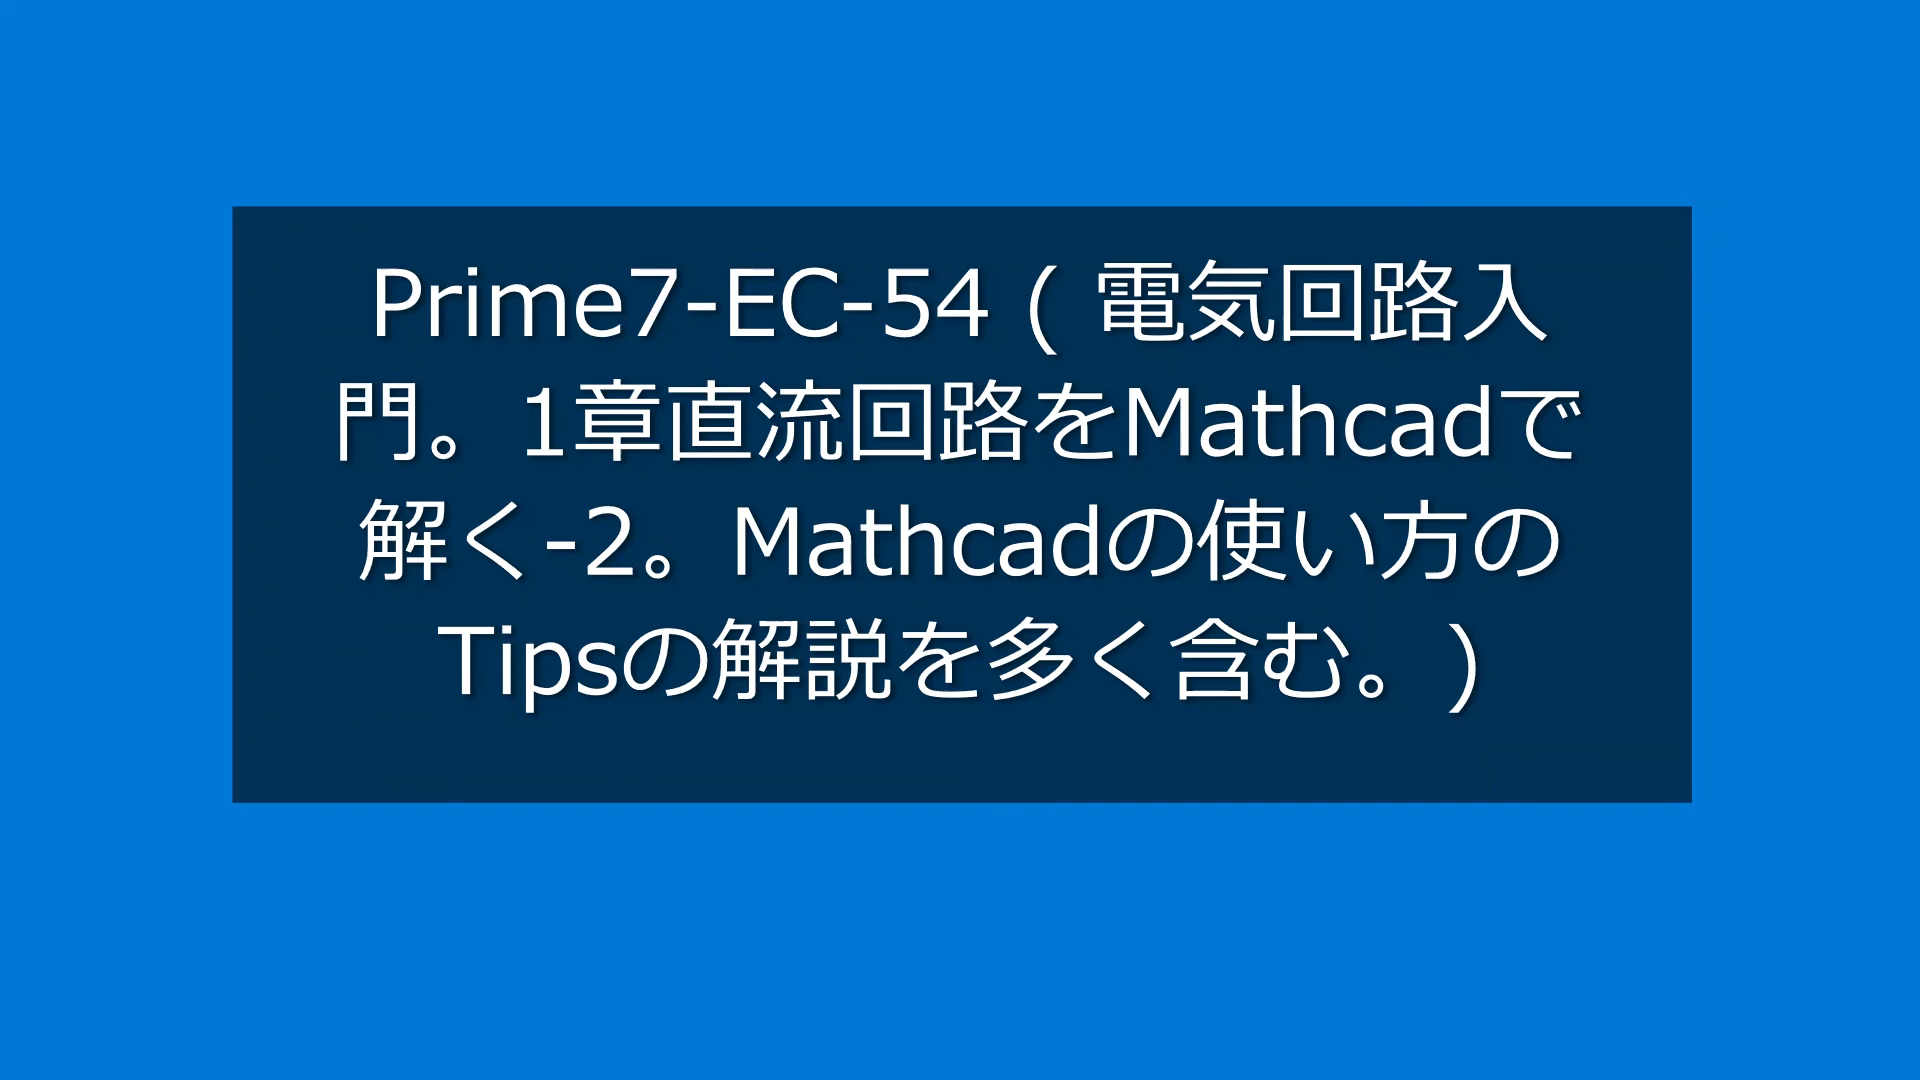 Prime7-EC-54 ( 電気回路入
門。1章直流回路をMathcadで
解く-2。Mathcadの使い方の
Tipsの解説を多く含む。)